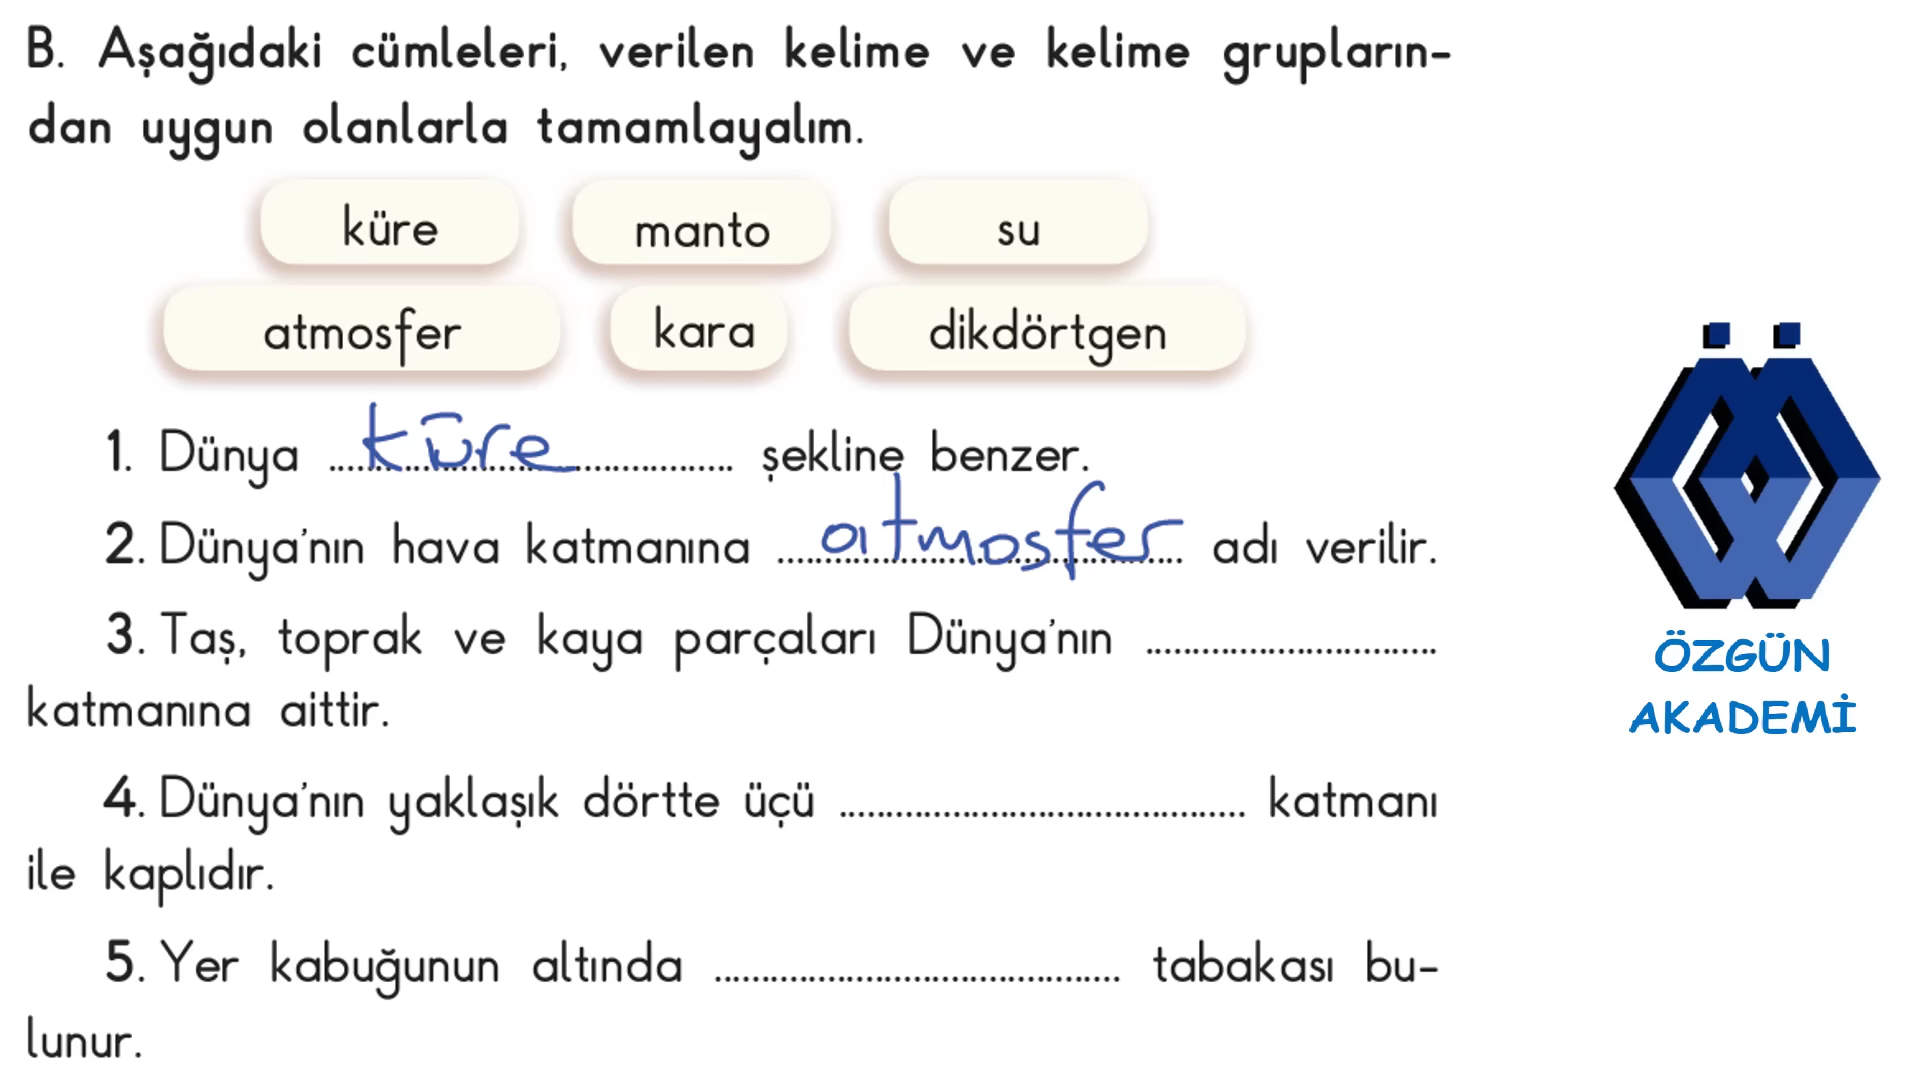 B. Aşağıdaki cümleleri, verilen kelime ve kelime grupların-
dan uygun olanlarla tamamlayalım.
küre manto su
atmosfer kara dikdörtgen
1. Dünya ....küre.................... şekline benzer.
2. Dünya'nın hava katmanına ....atmosfer.... adı verilir.
3. Taş, toprak ve kaya parçaları Dünya'nın ................................
katmanına aittir.
4. Dünya'nın yaklaşık dörtte üçü ............................................ katmanı
ile kaplıdır.
5. Yer kabuğunun altında ............................................ tabakası bu-
lunur.
ÖZGÜN
AKADEMİ